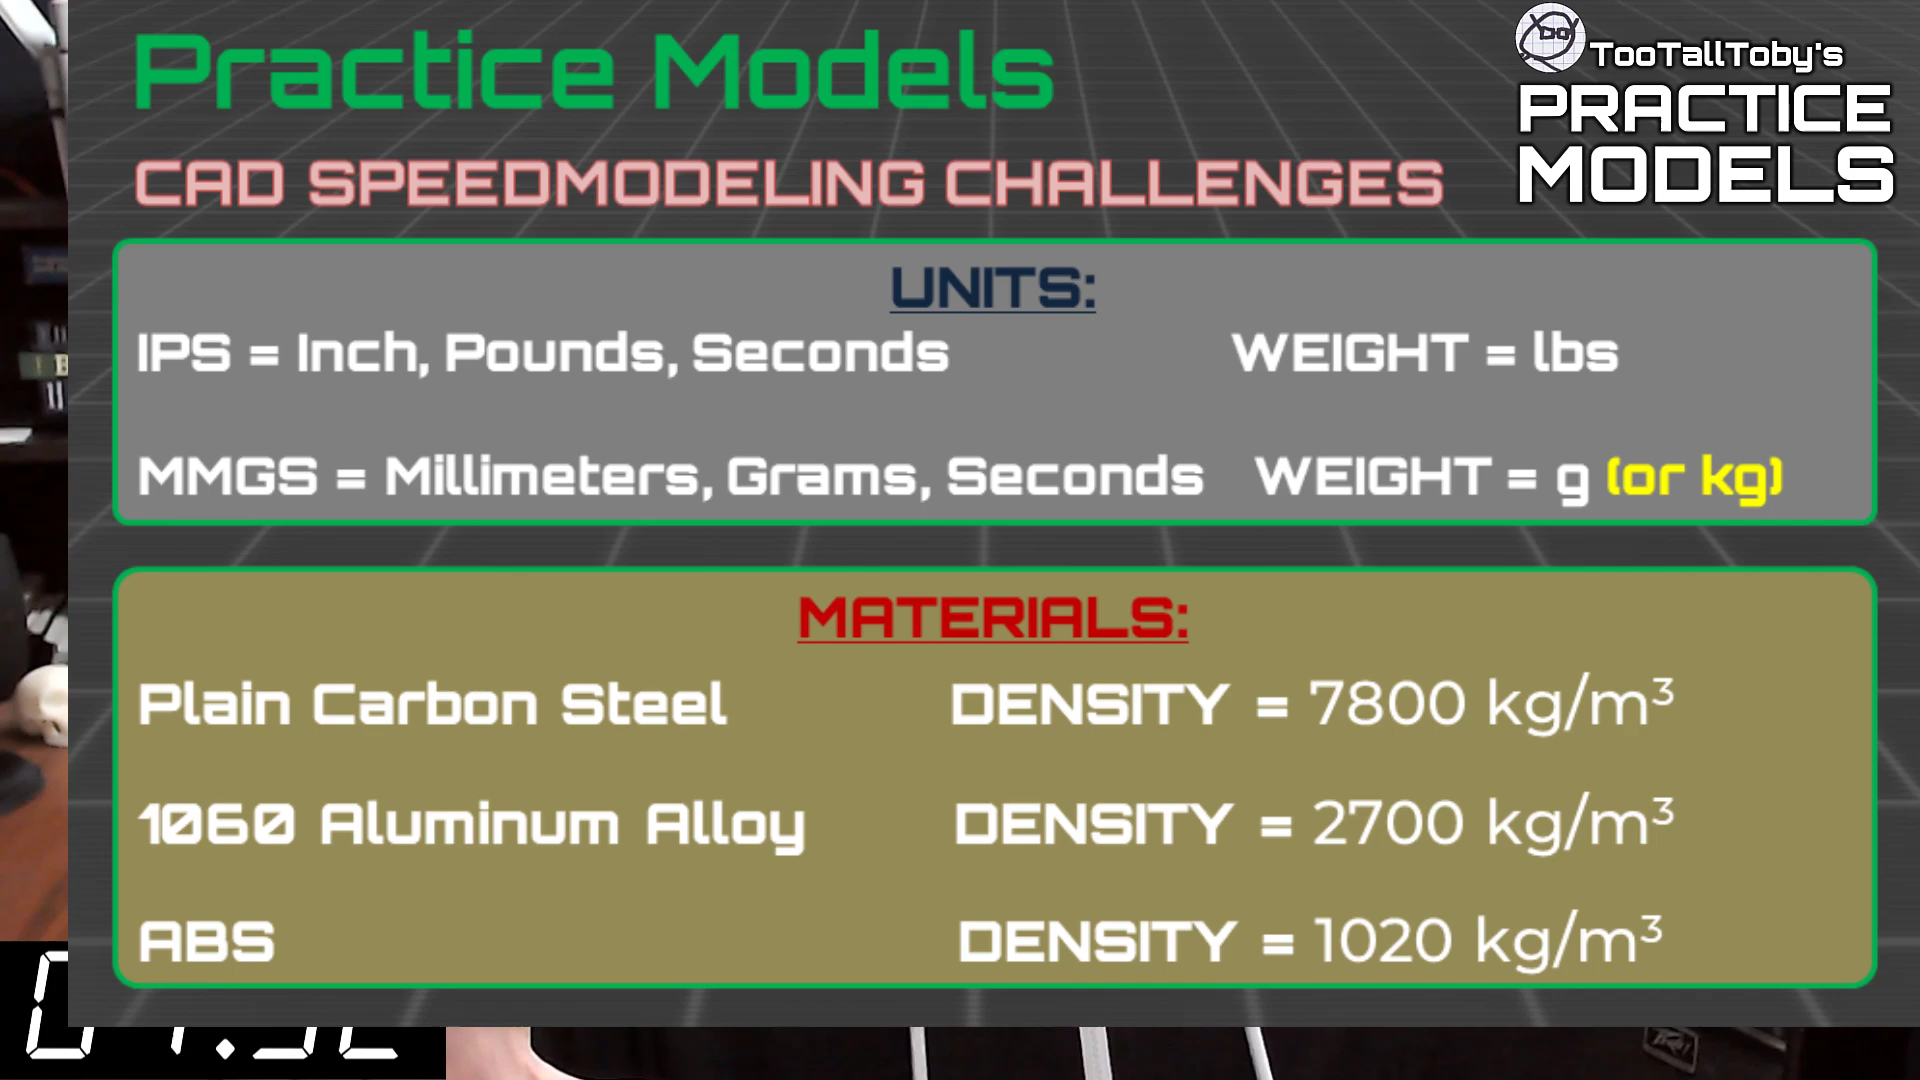 Practice Models
TooTallToby's
PRACTICE
MODELS
CAD SPEEDMODELING CHALLENGES
UNITS:
IPS = Inch, Pounds, Seconds WEIGHT = lbs
MMGS = Millimeters, Grams, Seconds WEIGHT = g (or kg)
MATERIALS:
Plain Carbon Steel DENSITY = 7800 kg/m³
1060 Aluminum Alloy DENSITY = 2700 kg/m³
ABS DENSITY = 1020 kg/m³